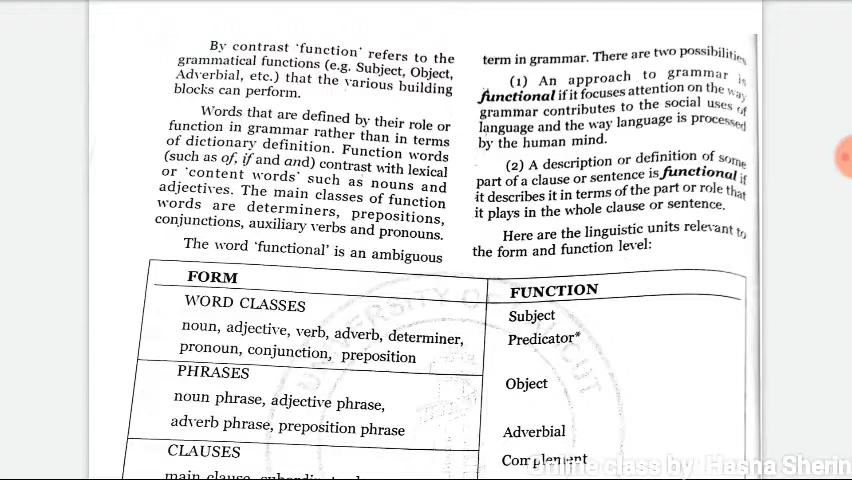 By contrast 'function' refers to the
grammatical functions (e.g. Subject, Object,
Adverbial, etc.) that the various building
blocks can perform.
Words that are defined by their role or
function in grammar rather than in terms
of dictionary definition. Function words
(such as of, if and and) contrast with lexical
or 'content words' such as nouns and
adjectives. The main classes of function
words are determiners, prepositions,
conjunctions, auxiliary verbs and pronouns.
The word 'functional' is an ambiguous
term in grammar. There are two possibilities
(1) An approach to grammar is
functional if it focuses attention on the way
grammar contributes to the social uses of
language and the way language is processed
by the human mind.
(2) A description or definition of some
part of a clause or sentence is functional if
it describes it in terms of the part or role that
it plays in the whole clause or sentence.
Here are the linguistic units relevant to
the form and function level:
FORM
WORD CLASSES
noun, adjective, verb, adverb, determiner,
pronoun, conjunction, preposition
PHRASES
noun phrase, adjective phrase,
adverb phrase, preposition phrase
CLAUSES
main clause,
FUNCTION
Subject
Predicator*
Object
Adverbial
Complement
UNIVERSITY OF CALICUT
Online class by Hasna Sherin